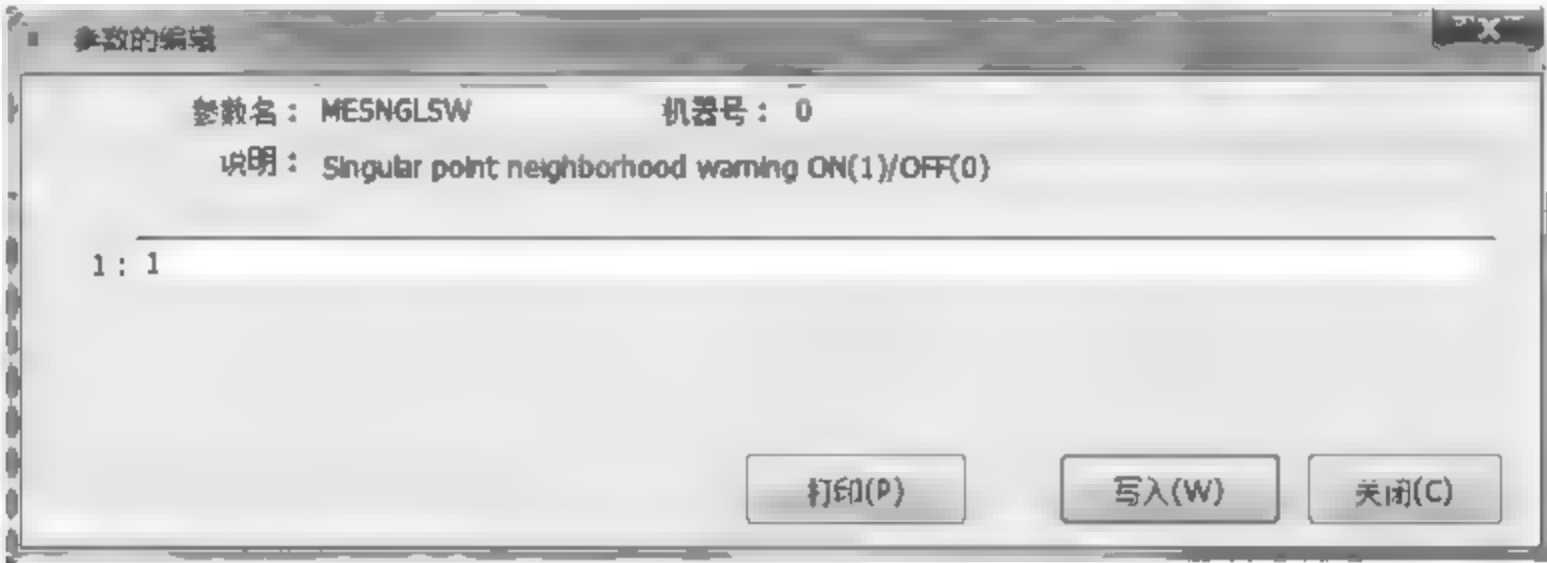 参数的编辑
参数名： MESNGLSW 机器号： 0
说明： Singular point neighborhood warning ON(1)/OFF(0)
1： 1
打印(P) 写入(W) 关闭(C)